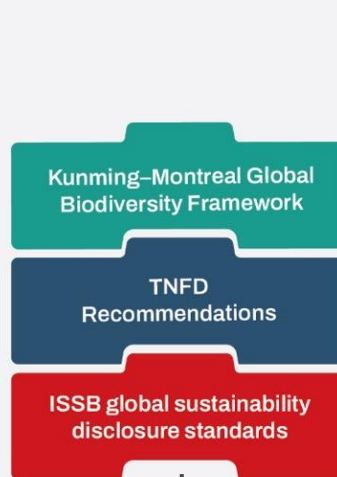 Kunming–Montreal Global
Biodiversity Framework
TNFD
Recommendations
ISSB global sustainability
disclosure standards